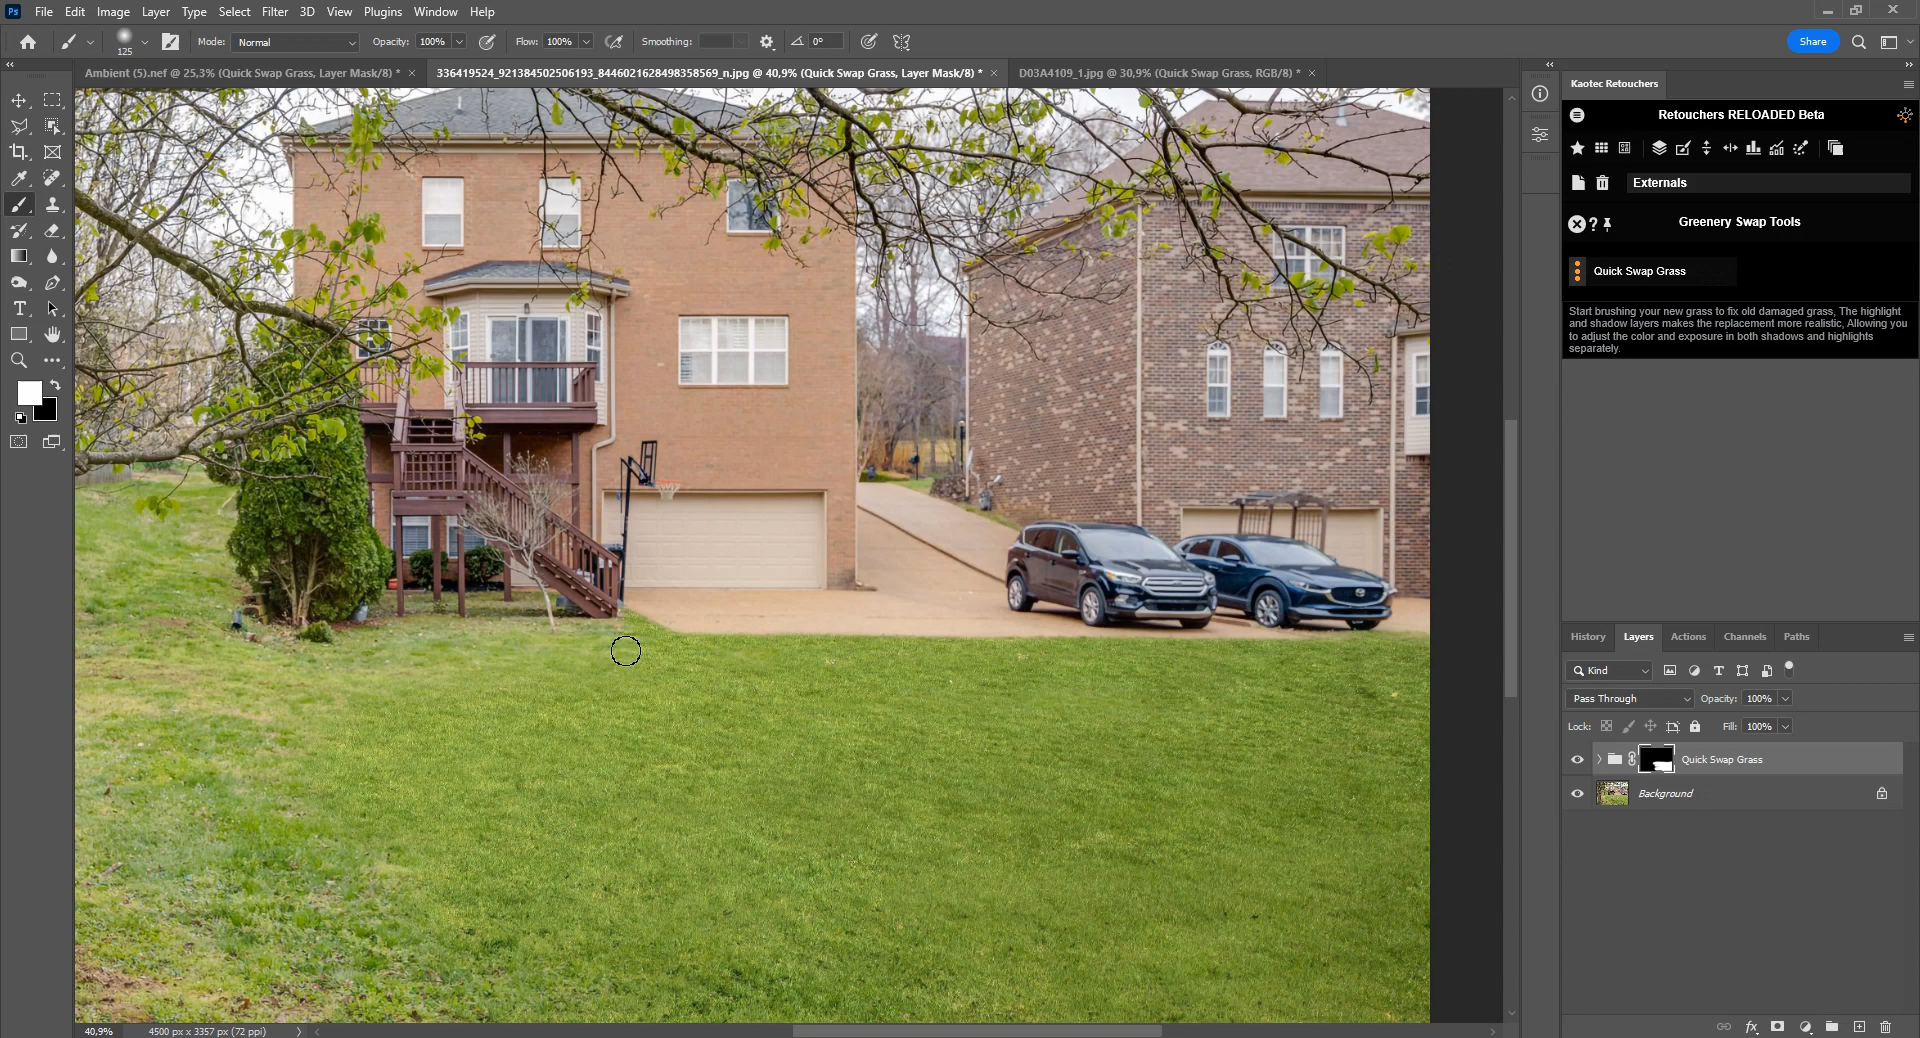 Ps File Edit Image Layer Type Select Filter 3D View Plugins Window Help
125 Mode: Normal Opacity: 100% Flow: 100% Smoothing: 0° Share
Ambient (5).nef @ 25,3% (Quick Swap Grass, Layer Mask/8) * × 336419524_921384502506193_8446021628498358569_n.jpg @ 40,9% (Quick Swap Grass, Layer Mask/8) * × D03A4109_1.jpg @ 30,9% (Quick Swap Grass, RGB/8) * ×
Kaotec Retouchers
Retouchers RELOADED Beta
Externals
? Greenery Swap Tools
Quick Swap Grass
Start brushing your new grass to fix old damaged grass, The highlight
and shadow layers makes the replacement more realistic, Allowing you
to adjust the color and exposure in both shadows and highlights
separately.
History Layers Actions Channels Paths
Kind
Pass Through Opacity: 100%
Lock: Fill: 100%
Quick Swap Grass
Background
fx
40,9% 4500 px x 3357 px (72 ppi)